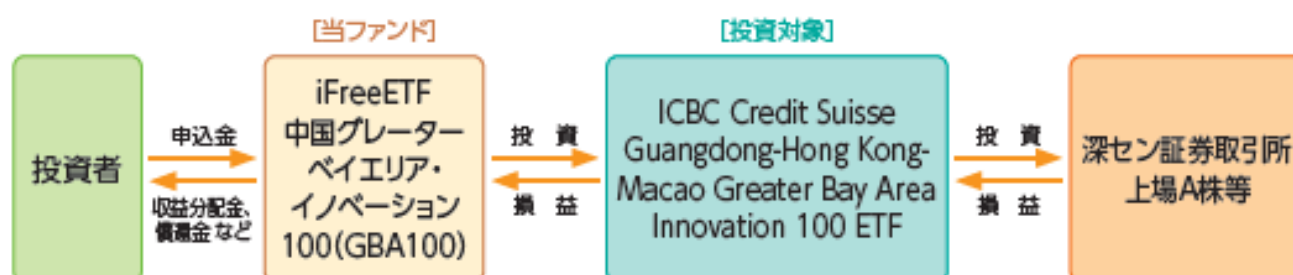 [当ファンド]
[投資対象]
投資者
申込金
収益分配金、
償還金など
iFreeETF
中国グレーター
ベイエリア・
イノベーション
100(GBA100)
投 資
損 益
ICBC Credit Suisse
Guangdong-Hong Kong-
Macao Greater Bay Area
Innovation 100 ETF
投 資
損 益
深セン証券取引所
上場A株等